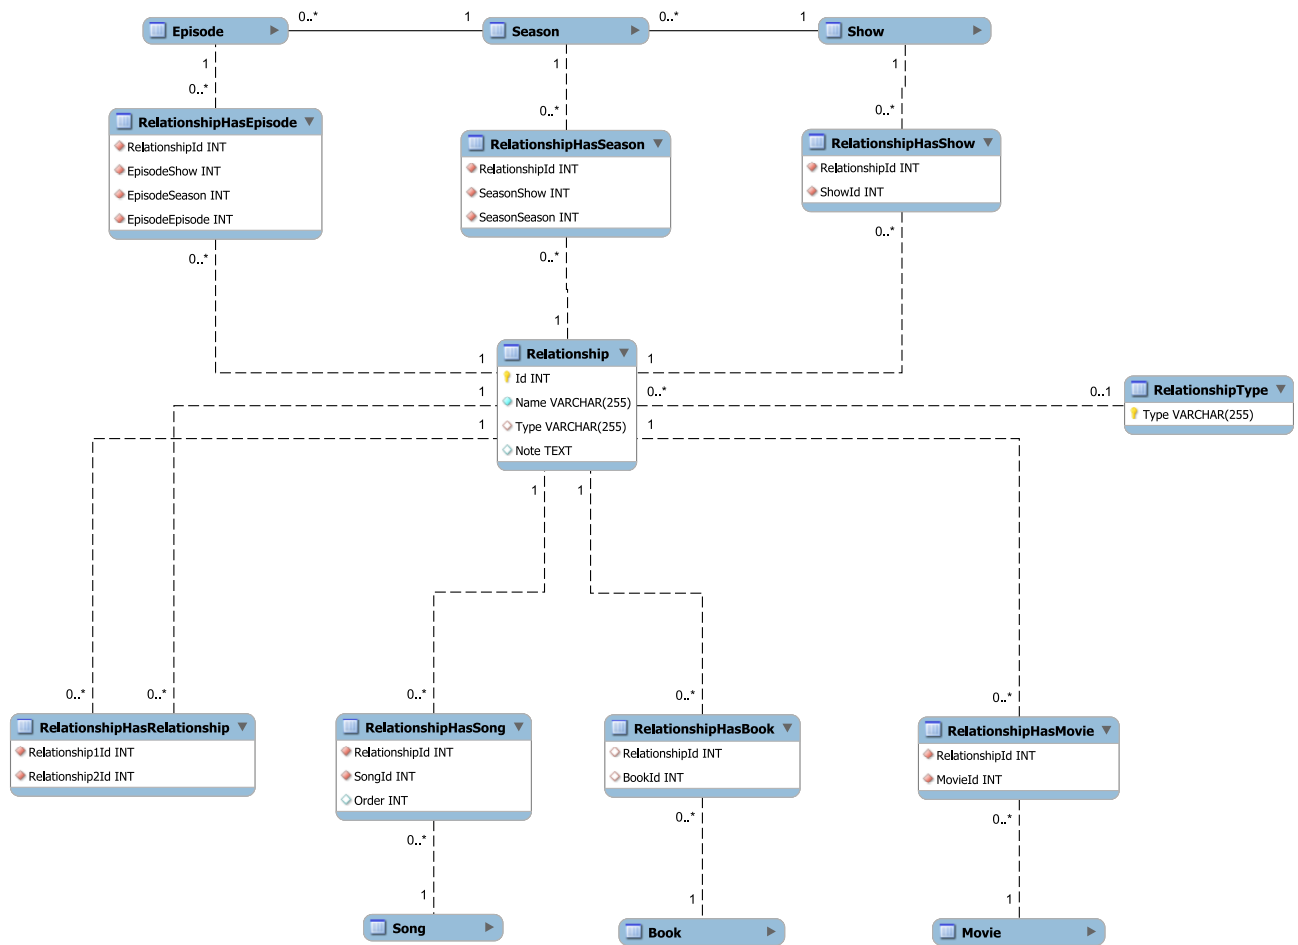 Episode
0..*
1
Season
0..*
1
Show
1
0..*
1
0..*
1
0..*
RelationshipHasEpisode
RelationshipId INT
EpisodeShow INT
EpisodeSeason INT
EpisodeEpisode INT
RelationshipHasSeason
RelationshipId INT
SeasonShow INT
SeasonSeason INT
RelationshipHasShow
RelationshipId INT
ShowId INT
0..*
0..*
0..*
1
1
1
Relationship
Id INT
Name VARCHAR(255)
Type VARCHAR(255)
Note TEXT
1
1
0..*
0..1
1
RelationshipType
Type VARCHAR(255)
1
1
0..*
0..*
0..*
0..*
0..*
RelationshipHasRelationship
Relationship1Id INT
Relationship2Id INT
RelationshipHasSong
RelationshipId INT
SongId INT
Order INT
RelationshipHasBook
RelationshipId INT
BookId INT
RelationshipHasMovie
RelationshipId INT
MovieId INT
0..*
0..*
0..*
1
1
1
Song
Book
Movie